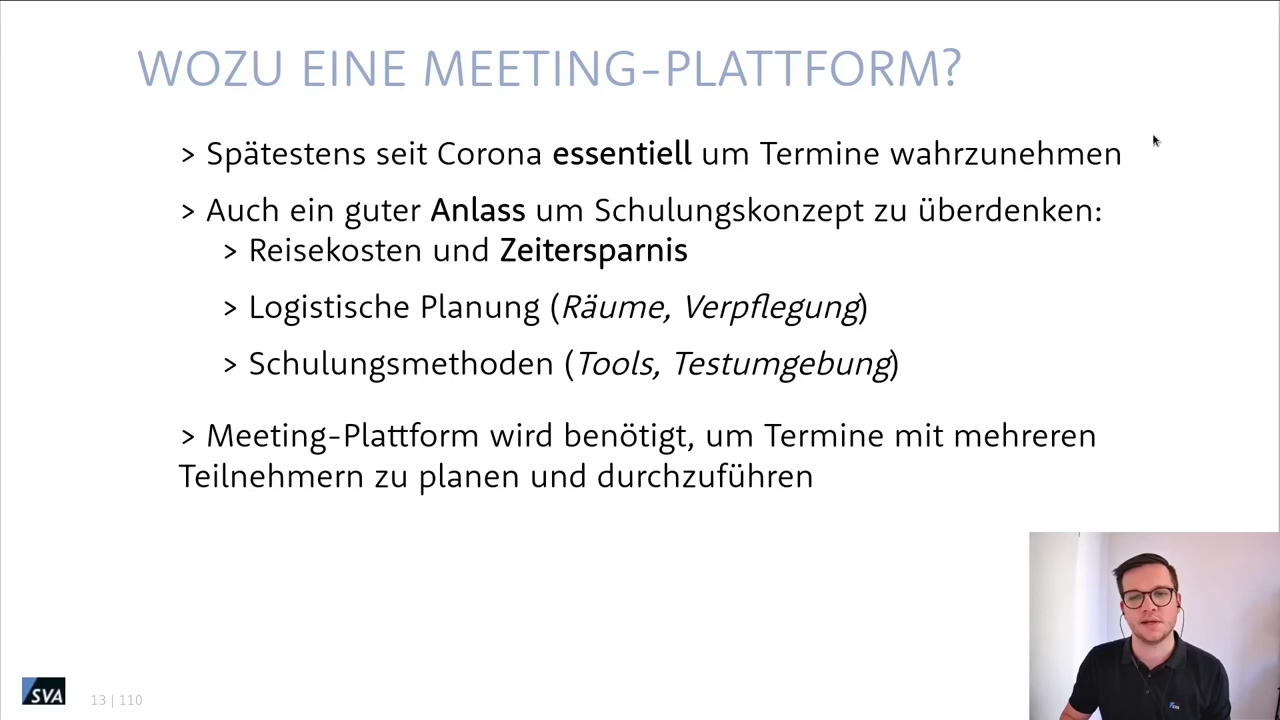 WOZU EINE MEETING-PLATTFORM?
> Spätestens seit Corona essentiell um Termine wahrzunehmen
> Auch ein guter Anlass um Schulungskonzept zu überdenken:
> Reisekosten und Zeitersparnis
> Logistische Planung (Räume, Verpflegung)
> Schulungsmethoden (Tools, Testumgebung)
> Meeting-Plattform wird benötigt, um Termine mit mehreren
Teilnehmern zu planen und durchzuführen
SVA
13 | 110